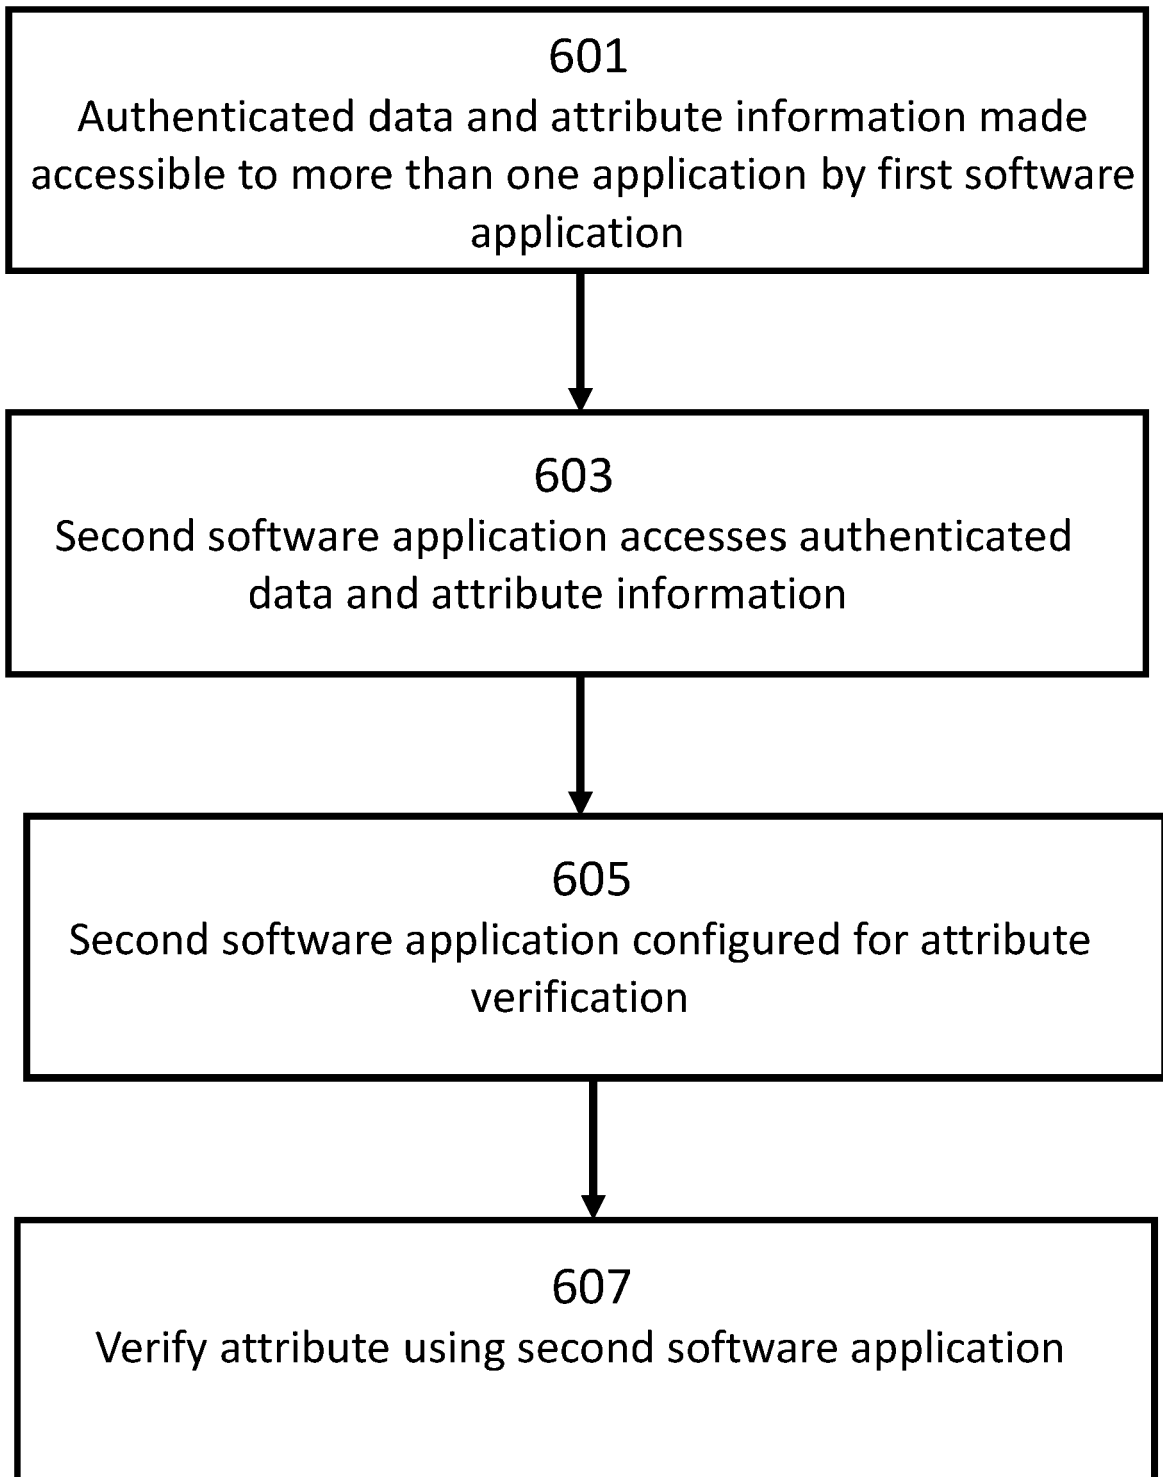 601
Authenticated data and attribute information made
accessible to more than one application by first software
application
603
Second software application accesses authenticated
data and attribute information
605
Second software application configured for attribute
verification
607
Verify attribute using second software application